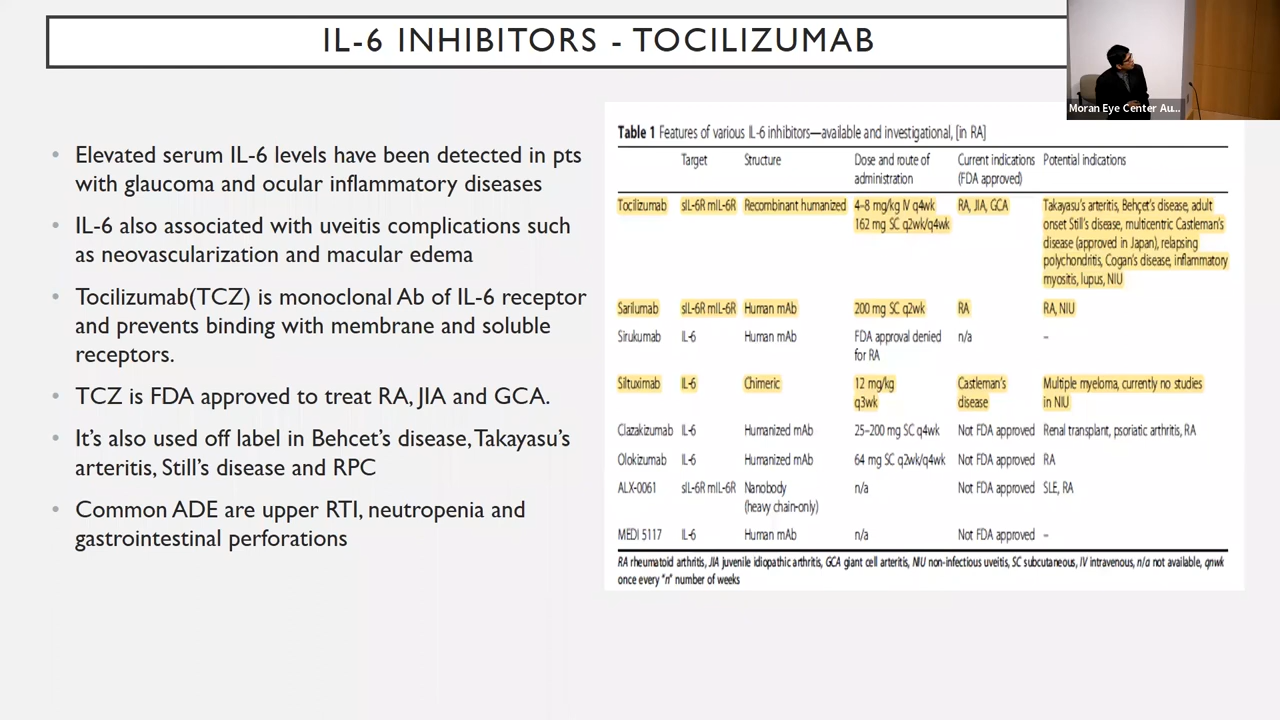 IL-6 INHIBITORS - TOCILIZUMAB
Moran Eye Center Au...
• Elevated serum IL-6 levels have been detected in pts
with glaucoma and ocular inflammatory diseases
• IL-6 also associated with uveitis complications such
as neovascularization and macular edema
• Tocilizumab(TCZ) is monoclonal Ab of IL-6 receptor
and prevents binding with membrane and soluble
receptors.
• TCZ is FDA approved to treat RA, JIA and GCA.
• It's also used off label in Behcet's disease, Takayasu's
arteritis, Still's disease and RPC
• Common ADE are upper RTI, neutropenia and
gastrointestinal perforations
Table 1 Features of various IL-6 inhibitors—available and investigational, [in RA]
Target Structure Dose and route of Current indications Potential indications
administration (FDA approved)
Tocilizumab sIL-6R mIL-6R Recombinant humanized 4–8 mg/kg IV q4wk RA, JIA, GCA Takayasu's arteritis, Behçet's disease, adult
162 mg SC q2wk/q4wk onset Still's disease, multicentric Castleman's
disease (approved in Japan), relapsing
polychondritis, Cogan's disease, inflammatory
myositis, lupus, NIU
Sarilumab sIL-6R mIL-6R Human mAb 200 mg SC q2wk RA RA, NIU
Sirukumab IL-6 Human mAb FDA approval denied n/a –
for RA
Siltuximab IL-6 Chimeric 12 mg/kg Castleman's Multiple myeloma, currently no studies
q3wk disease in NIU
Clazakizumab IL-6 Humanized mAb 25–200 mg SC q4wk Not FDA approved Renal transplant, psoriatic arthritis, RA
Olokizumab IL-6 Humanized mAb 64 mg SC q2wk/q4wk Not FDA approved RA
ALX-0061 sIL-6R mIL-6R Nanobody n/a Not FDA approved SLE, RA
(heavy chain-only)
MEDI 5117 IL-6 Human mAb n/a Not FDA approved –
RA rheumatoid arthritis, JIA juvenile idiopathic arthritis, GCA giant cell arteritis, NIU non-infectious uveitis, SC subcutaneous, IV intravenous, n/a not available, qnwk
once every "n" number of weeks